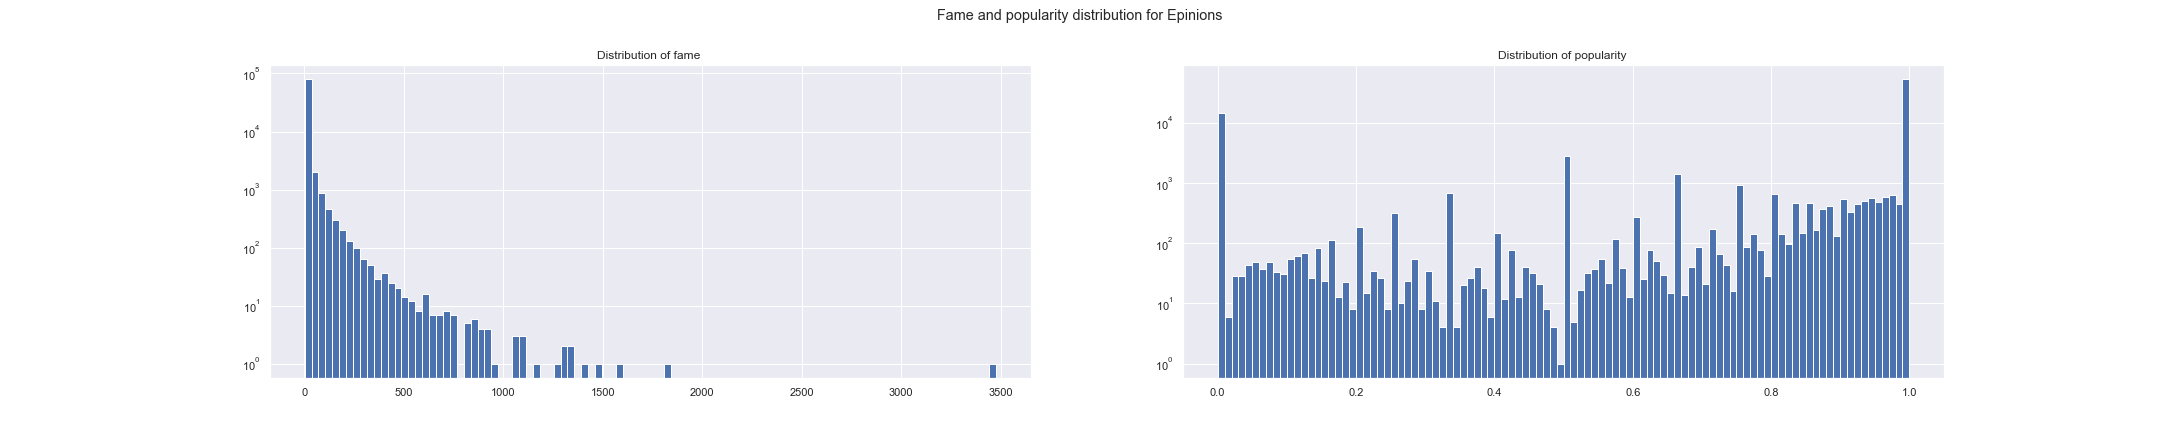 Fame and popularity distribution for Epinions
Distribution of fame
10^5
10^4
10^3
10^2
10^1
10^0
0 500 1000 1500 2000 2500 3000 3500
Distribution of popularity
10^4
10^3
10^2
10^1
10^0
0.0 0.2 0.4 0.6 0.8 1.0